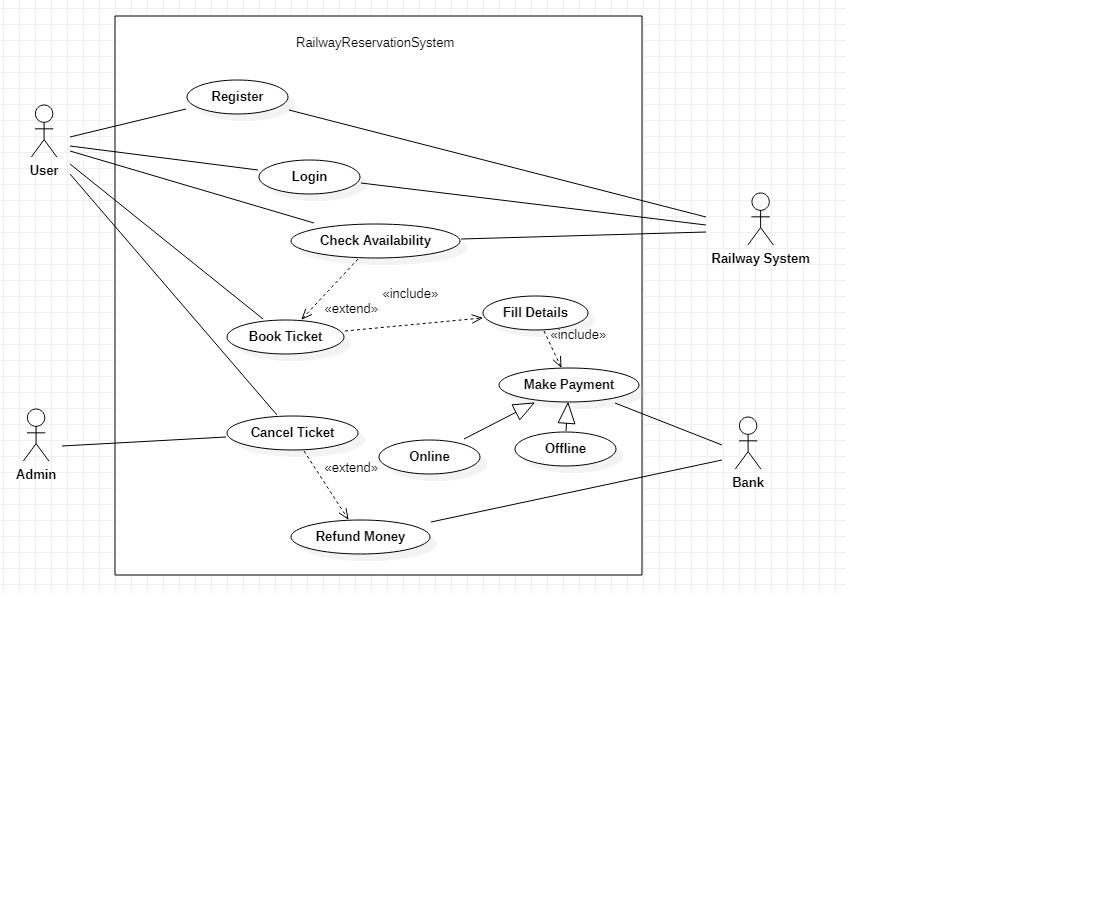 RailwayReservationSystem
Register
User
Login
Check Availability
Railway System
«include»
«extend»
Fill Details
Book Ticket
«include»
Make Payment
Cancel Ticket
Online
Offline
Admin
«extend»
Bank
Refund Money